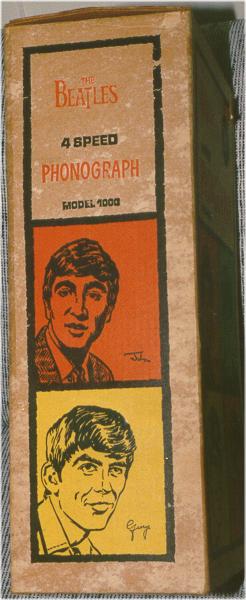 THE
BEATLES
4 SPEED
PHONOGRAPH
MODEL 1000
John
George